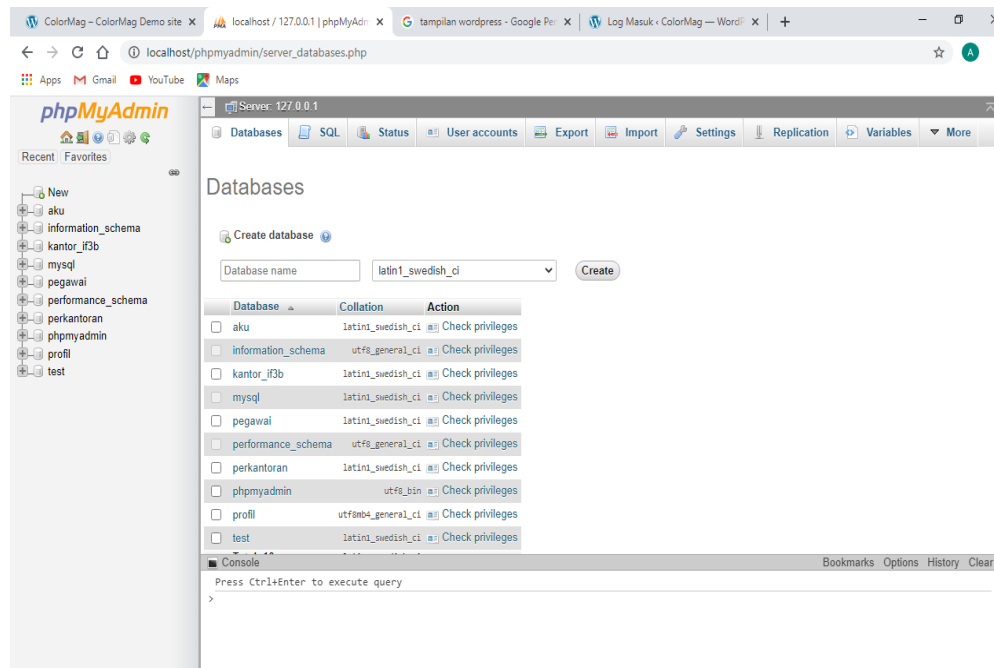 ColorMag – ColorMag Demo site
localhost / 127.0.0.1 | phpMyAdm
tampilan wordpress - Google Pen
Log Masuk ‹ ColorMag — WordP
localhost/phpmyadmin/server_databases.php
A
Apps Gmail YouTube Maps
phpMyAdmin
Recent Favorites
New
aku
information_schema
kantor_if3b
mysql
pegawai
performance_schema
perkantoran
phpmyadmin
profil
test
Server: 127.0.0.1
Databases SQL Status User accounts Export Import Settings Replication Variables More
Databases
Create database
Database name latin1_swedish_ci Create
Database Collation Action
aku latin1_swedish_ci Check privileges
information_schema utf8_general_ci Check privileges
kantor_if3b latin1_swedish_ci Check privileges
mysql latin1_swedish_ci Check privileges
pegawai latin1_swedish_ci Check privileges
performance_schema utf8_general_ci Check privileges
perkantoran latin1_swedish_ci Check privileges
phpmyadmin utf8_bin Check privileges
profil utf8mb4_general_ci Check privileges
test latin1_swedish_ci Check privileges
Console Bookmarks Options History Clear
Press Ctrl+Enter to execute query
>